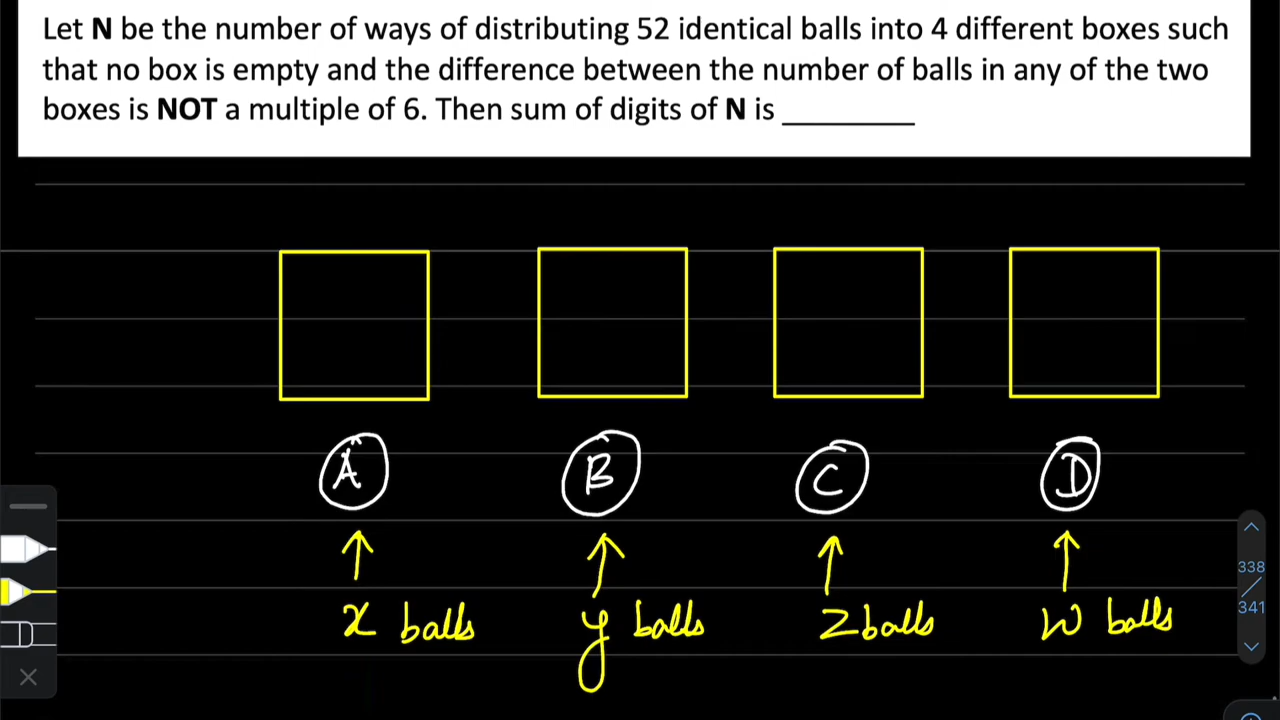 Let N be the number of ways of distributing 52 identical balls into 4 different boxes such
that no box is empty and the difference between the number of balls in any of the two
boxes is NOT a multiple of 6. Then sum of digits of N is ________
A B C D
x balls y balls z balls w balls
338
/
341